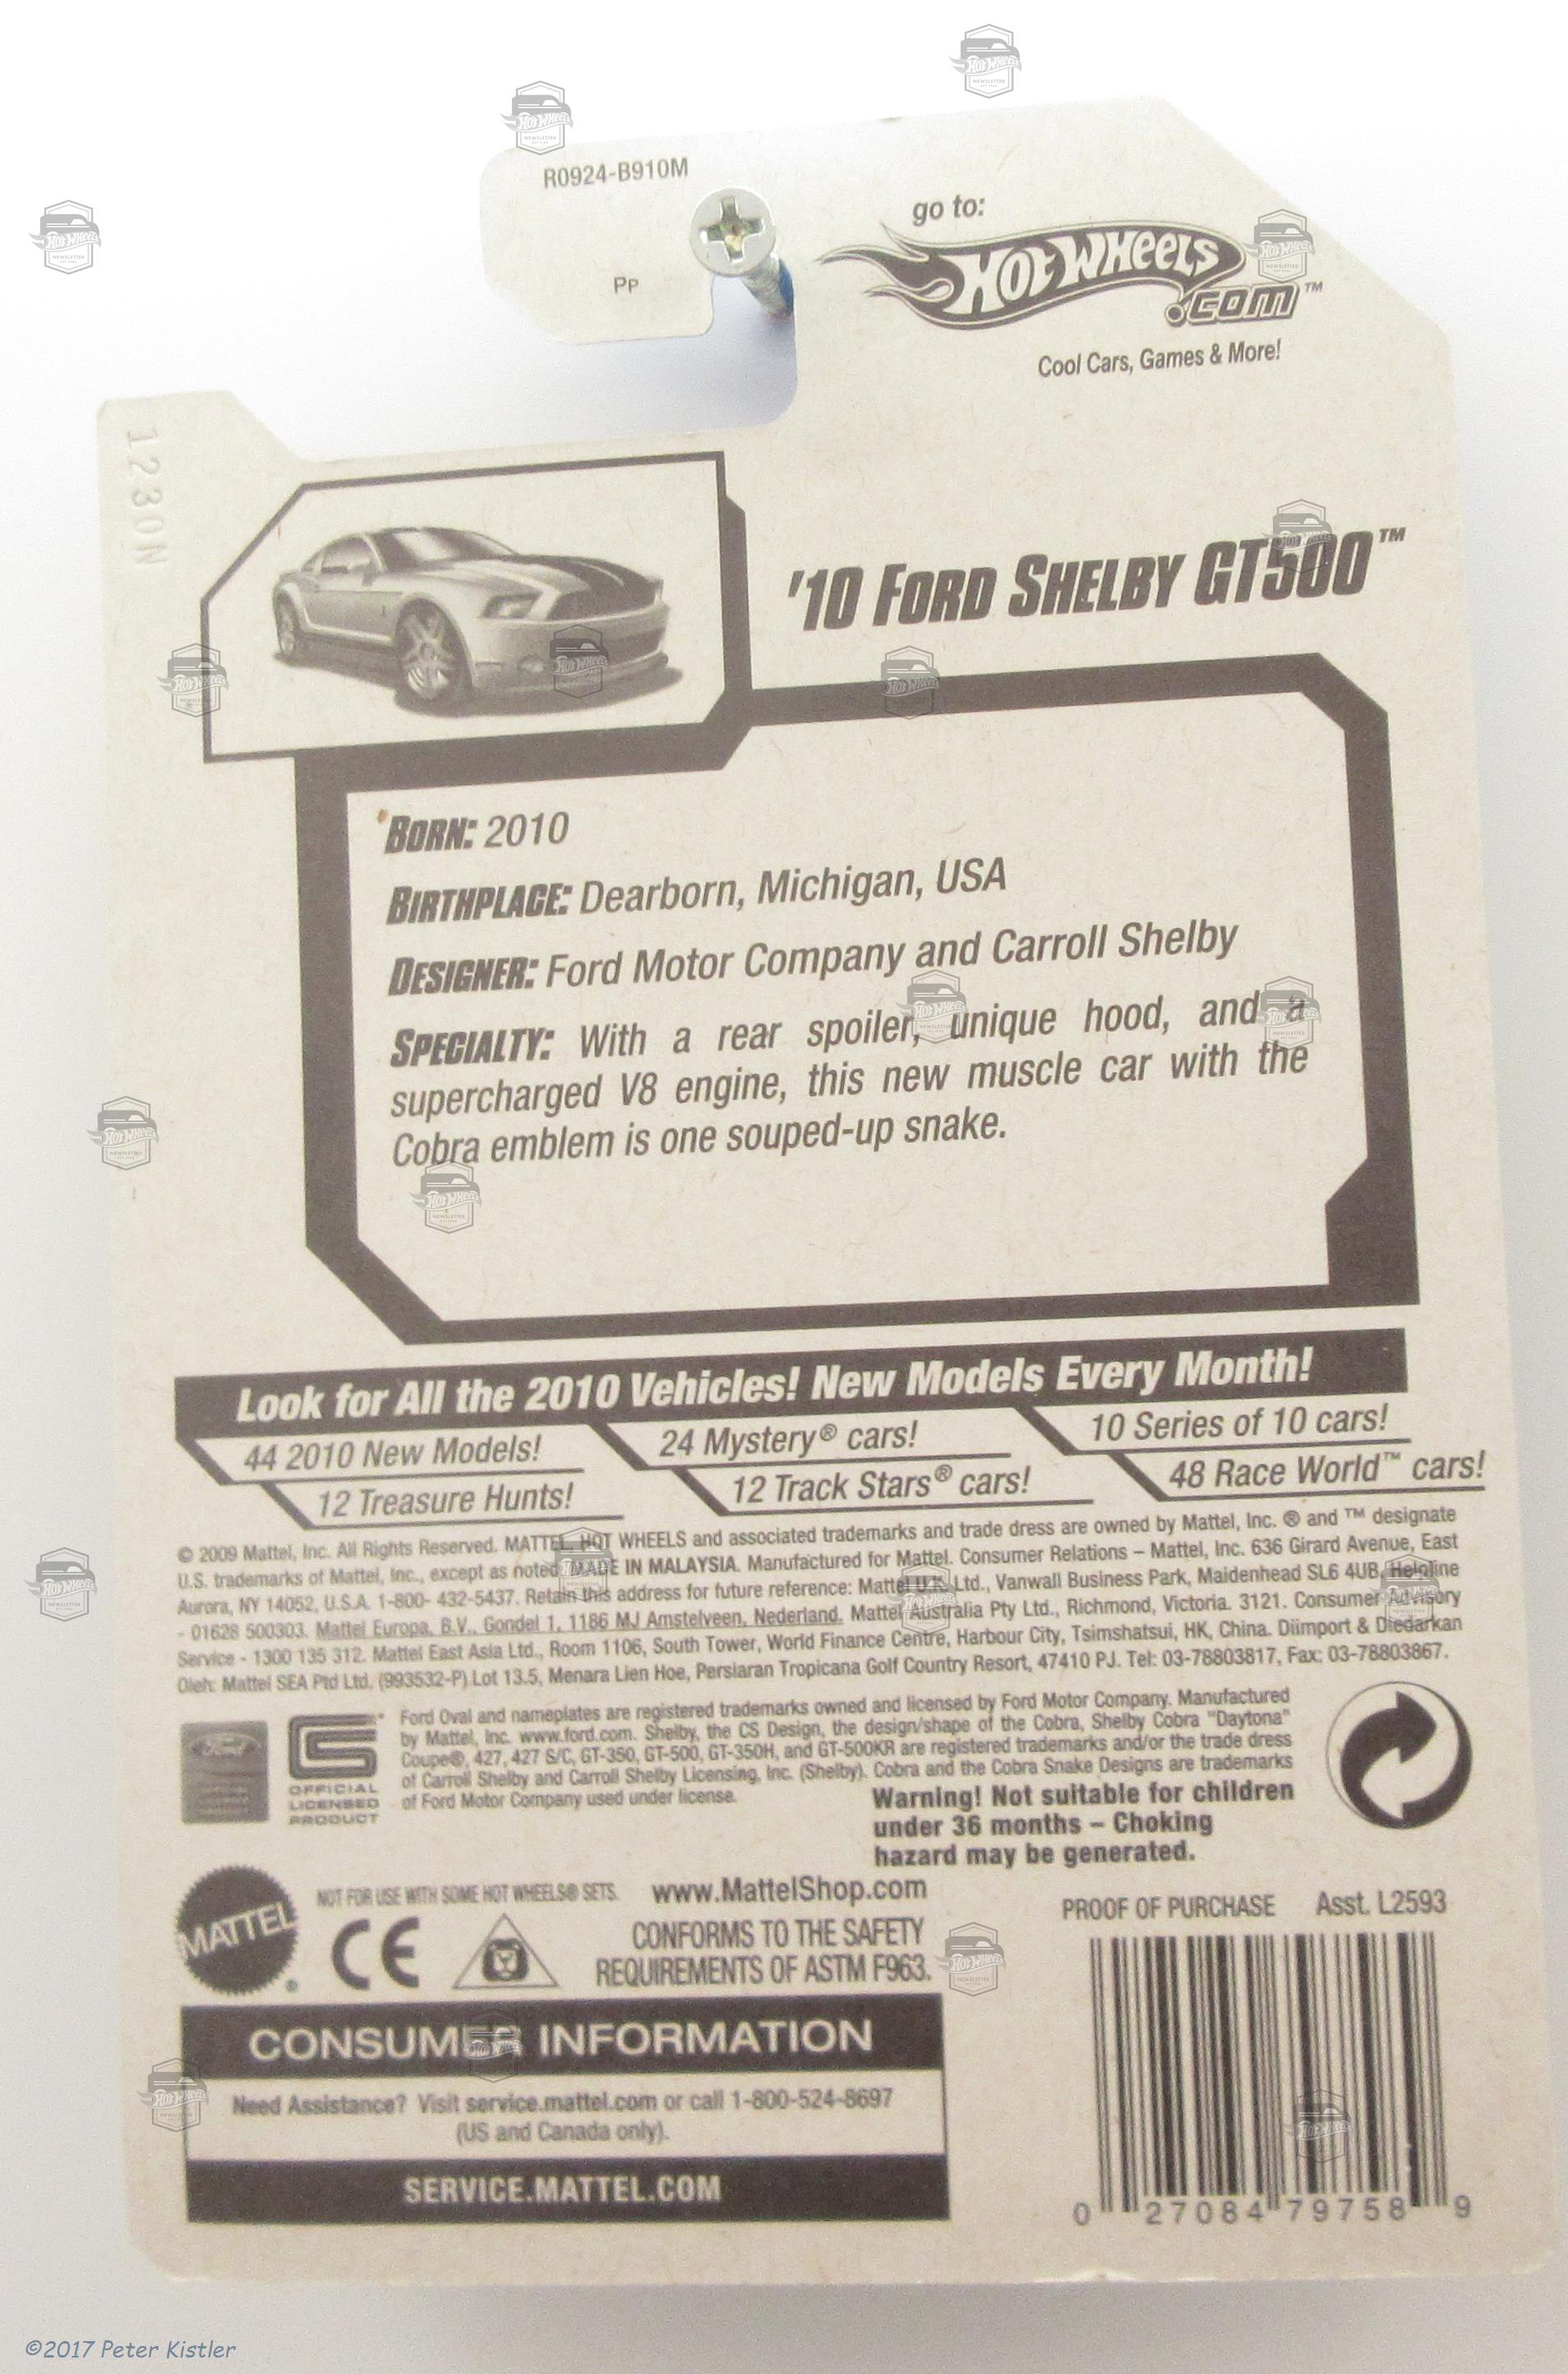 R0924-B910M
Pp
go to:
Hot Wheels
.com™
Cool Cars, Games & More!
1230N
'10 Ford Shelby GT500™
Born: 2010
Birthplace: Dearborn, Michigan, USA
Designer: Ford Motor Company and Carroll Shelby
Specialty: With a rear spoiler, unique hood, and a
supercharged V8 engine, this new muscle car with the
Cobra emblem is one souped-up snake.
Look for All the 2010 Vehicles! New Models Every Month!
44 2010 New Models!
24 Mystery® cars!
10 Series of 10 cars!
12 Treasure Hunts!
12 Track Stars® cars!
48 Race World™ cars!
© 2009 Mattel, Inc. All Rights Reserved. MATTEL, HOT WHEELS and associated trademarks and trade dress are owned by Mattel, Inc. ® and ™ designate
U.S. trademarks of Mattel, Inc., except as noted. MADE IN MALAYSIA. Manufactured for Mattel. Consumer Relations – Mattel, Inc. 636 Girard Avenue, East
Aurora, NY 14052, U.S.A. 1-800- 432-5437. Retain this address for future reference: Mattel U.K. Ltd., Vanwall Business Park, Maidenhead SL6 4UB. Helpline
- 01628 500303. Mattel Europa, B.V., Gondel 1, 1186 MJ Amstelveen, Nederland. Mattel Australia Pty Ltd., Richmond, Victoria. 3121. Consumer Advisory
Service - 1300 135 312. Mattel East Asia Ltd., Room 1106, South Tower, World Finance Centre, Harbour City, Tsimshatsui, HK, China. Diimport & Diedarkan
Oleh: Mattel SEA Ptd Ltd. (993532-P) Lot 13.5, Menara Lien Hoe, Persiaran Tropicana Golf Country Resort, 47410 PJ. Tel: 03-78803817, Fax: 03-78803867.
Ford
OFFICIAL
LICENSED
PRODUCT
Ford Oval and nameplates are registered trademarks owned and licensed by Ford Motor Company. Manufactured
by Mattel, Inc. www.ford.com. Shelby, the CS Design, the design/shape of the Cobra, Shelby Cobra "Daytona"
Coupe®, 427, 427 S/C, GT-350, GT-500, GT-350H, and GT-500KR are registered trademarks and/or the trade dress
of Carroll Shelby and Carroll Shelby Licensing, Inc. (Shelby). Cobra and the Cobra Snake Designs are trademarks
of Ford Motor Company used under license.
Warning! Not suitable for children
under 36 months – Choking
hazard may be generated.
MATTEL®
NOT FOR USE WITH SOME HOT WHEELS® SETS.
www.MattelShop.com
CE
CONFORMS TO THE SAFETY
REQUIREMENTS OF ASTM F963.
PROOF OF PURCHASE Asst. L2593
CONSUMER INFORMATION
Need Assistance? Visit service.mattel.com or call 1-800-524-8697
(US and Canada only).
SERVICE.MATTEL.COM
0 27084 79758 9
©2017 Peter Kistler